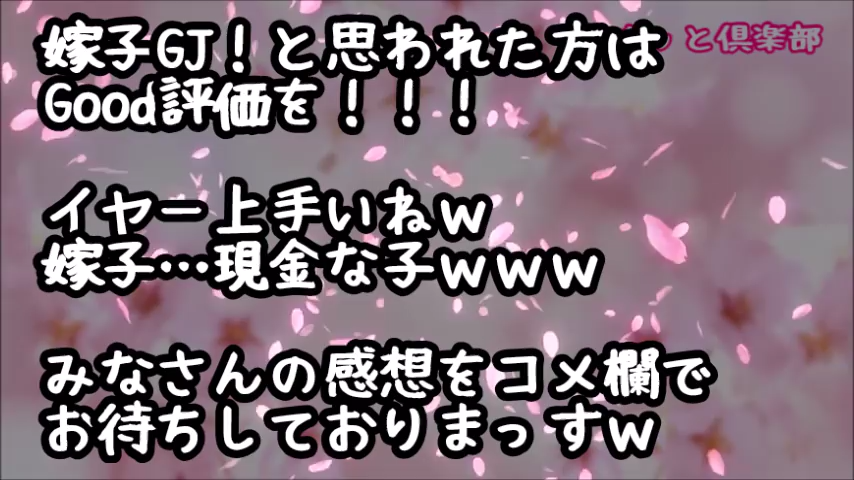 嫁子GJ！と思われた方は
Good評価を！！！
と倶楽部
イヤー上手いねｗ
嫁子…現金な子ｗｗｗ
みなさんの感想をコメ欄で
お待ちしておりまっすｗ